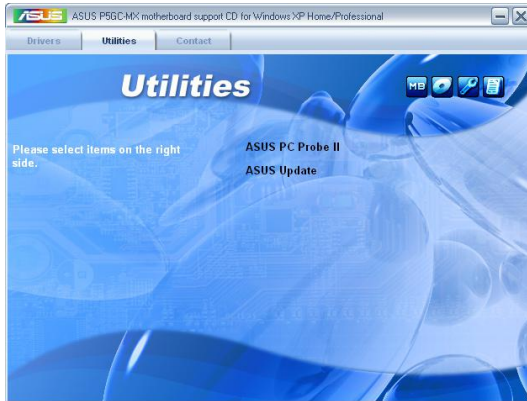 ASUS ASUS P5GC-MX motherboard support CD for Windows XP Home/Professional
Drivers Utilities Contact
Utilities
MB
Please select items on the right
side.
ASUS PC Probe II
ASUS Update